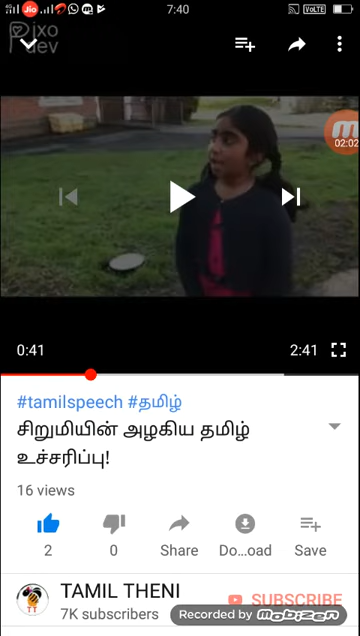 Jio
7:40
VoLTE
Pixo
dev
02:02
0:41
2:41
#tamilspeech #தமிழ்
சிறுமியின் அழகிய தமிழ்
உச்சரிப்பு!
16 views
2
0
Share
Do...oad
Save
TAMIL THENI
SUBSCRIBE
7K subscribers
Recorded by mobizen